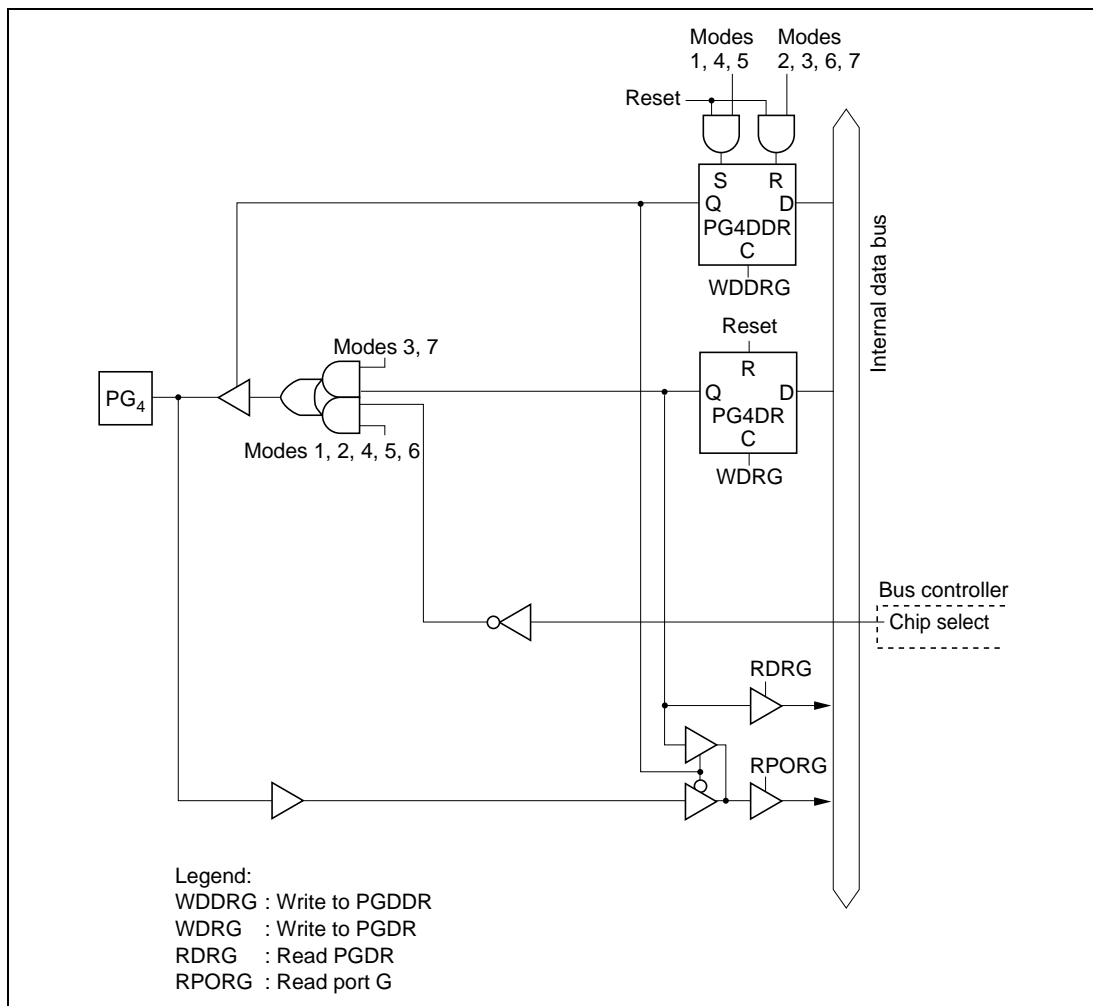 Modes
1, 4, 5
Modes
2, 3, 6, 7
Reset
S R
Q D
PG4DDR
C
WDDRG
Internal data bus
Reset
Modes 3, 7
R
PG4
Q D
PG4DR
C
Modes 1, 2, 4, 5, 6
WDRG
Bus controller
Chip select
RDRG
RPORG
Legend:
WDDRG : Write to PGDDR
WDRG : Write to PGDR
RDRG : Read PGDR
RPORG : Read port G